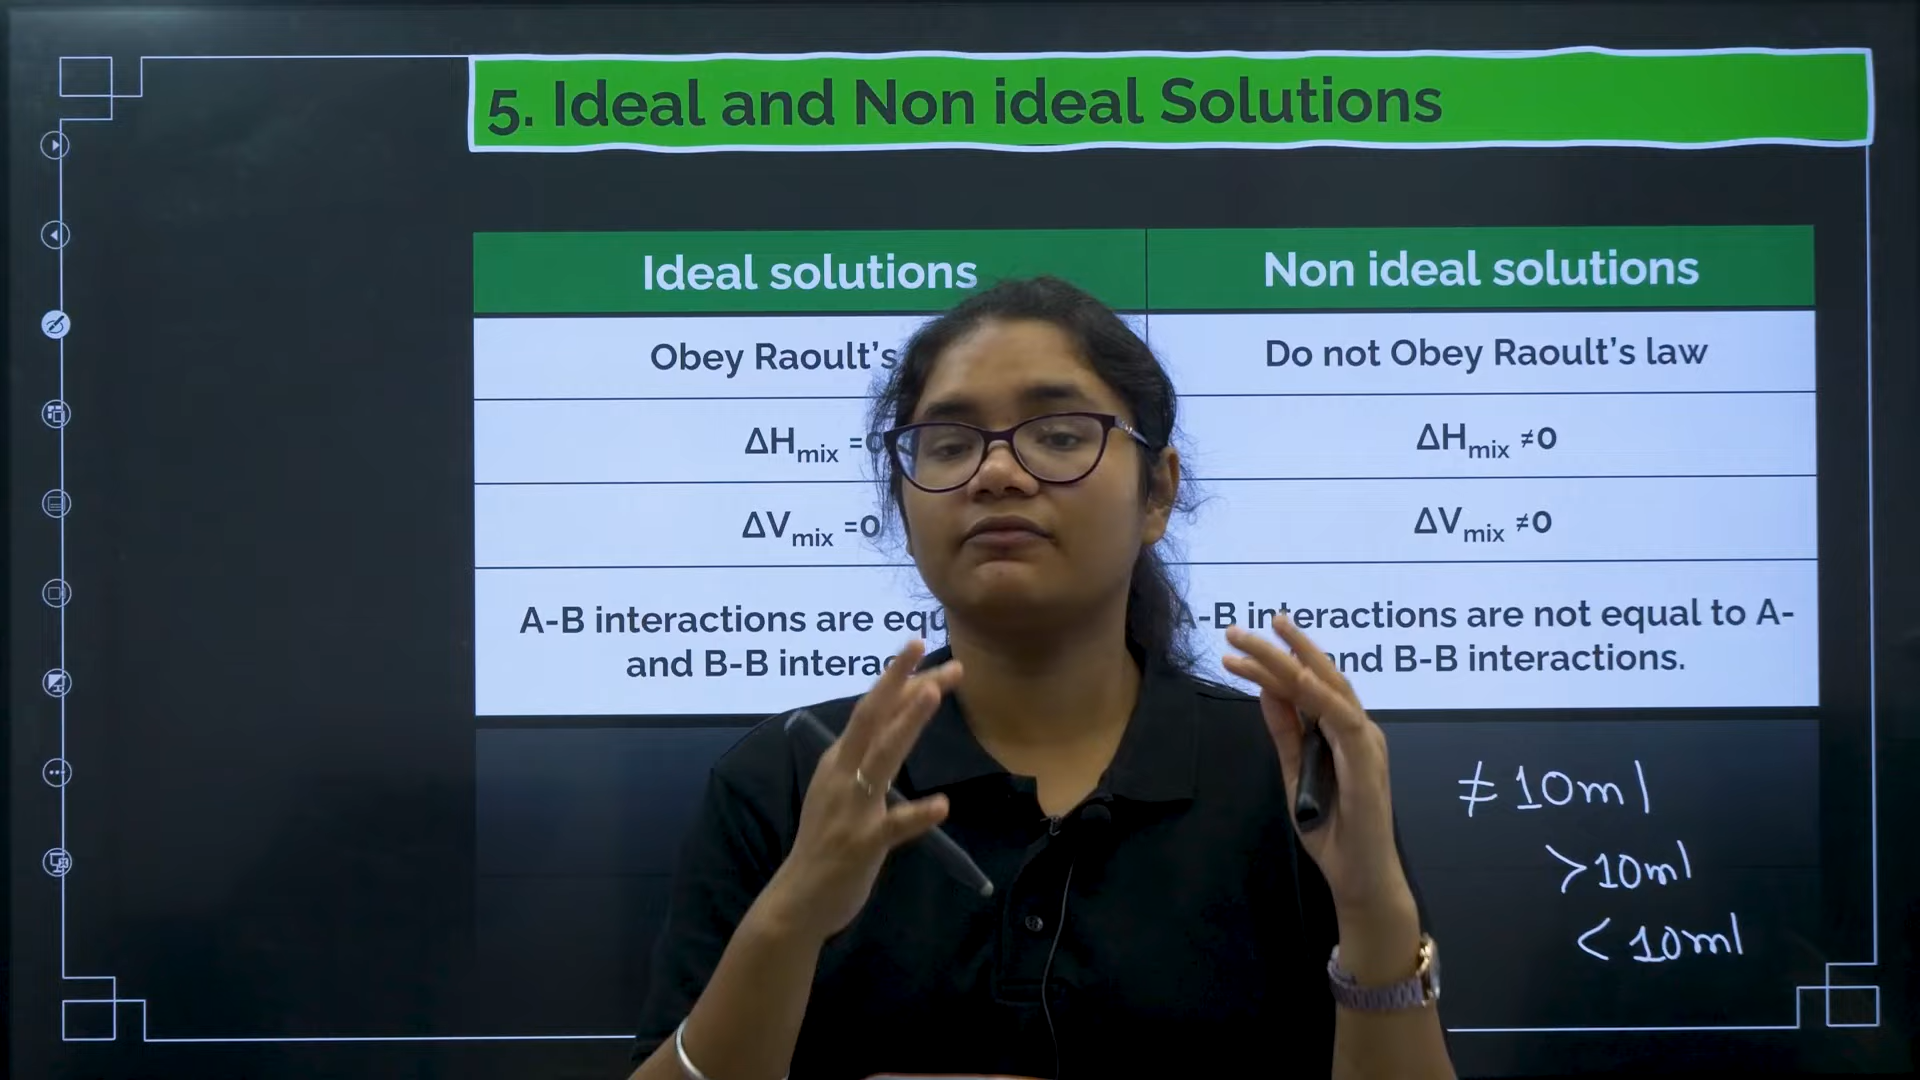 5. Ideal and Non ideal Solutions
Ideal solutions
Non ideal solutions
Obey Raoult's
Do not Obey Raoult's law
ΔHmix =0
ΔHmix ≠0
ΔVmix =0
ΔVmix ≠0
A-B interactions are
and B-B
A-B interactions are not equal to A-
and B-B interactions.
≠ 10ml
>10ml
< 10ml